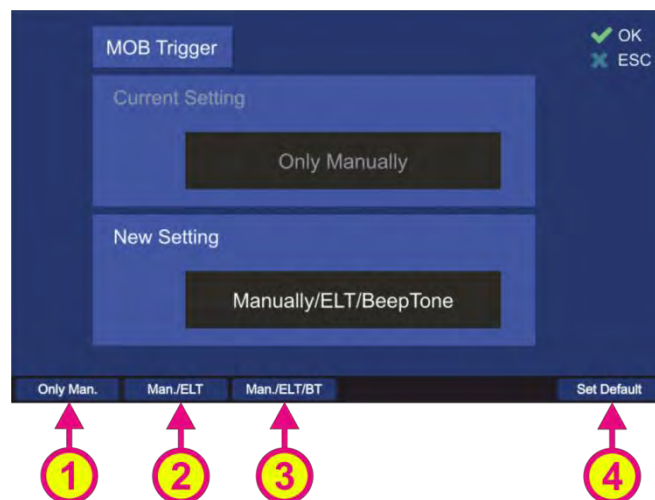 MOB Trigger
OK
ESC
Current Setting
Only Manually
New Setting
Manually/ELT/BeepTone
Only Man. Man./ELT Man./ELT/BT Set Default
1 2 3 4